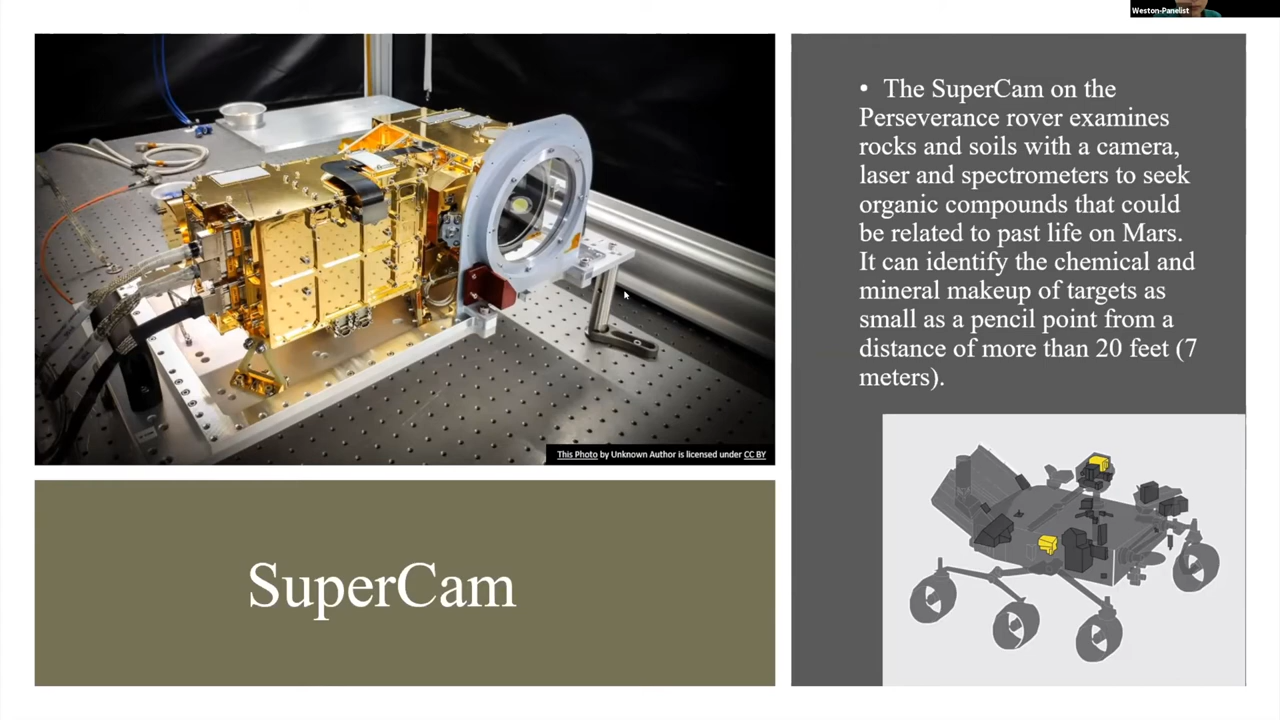 Weston-Panelist
• The SuperCam on the
Perseverance rover examines
rocks and soils with a camera,
laser and spectrometers to seek
organic compounds that could
be related to past life on Mars.
It can identify the chemical and
mineral makeup of targets as
small as a pencil point from a
distance of more than 20 feet (7
meters).
This Photo by Unknown Author is licensed under CC BY
SuperCam